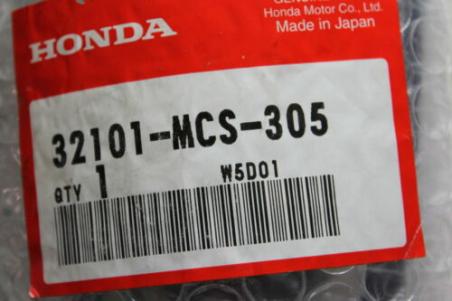 HONDA
Honda Motor Co., Ltd.
Made in Japan
32101-MCS-305
QTY 1 W5D01